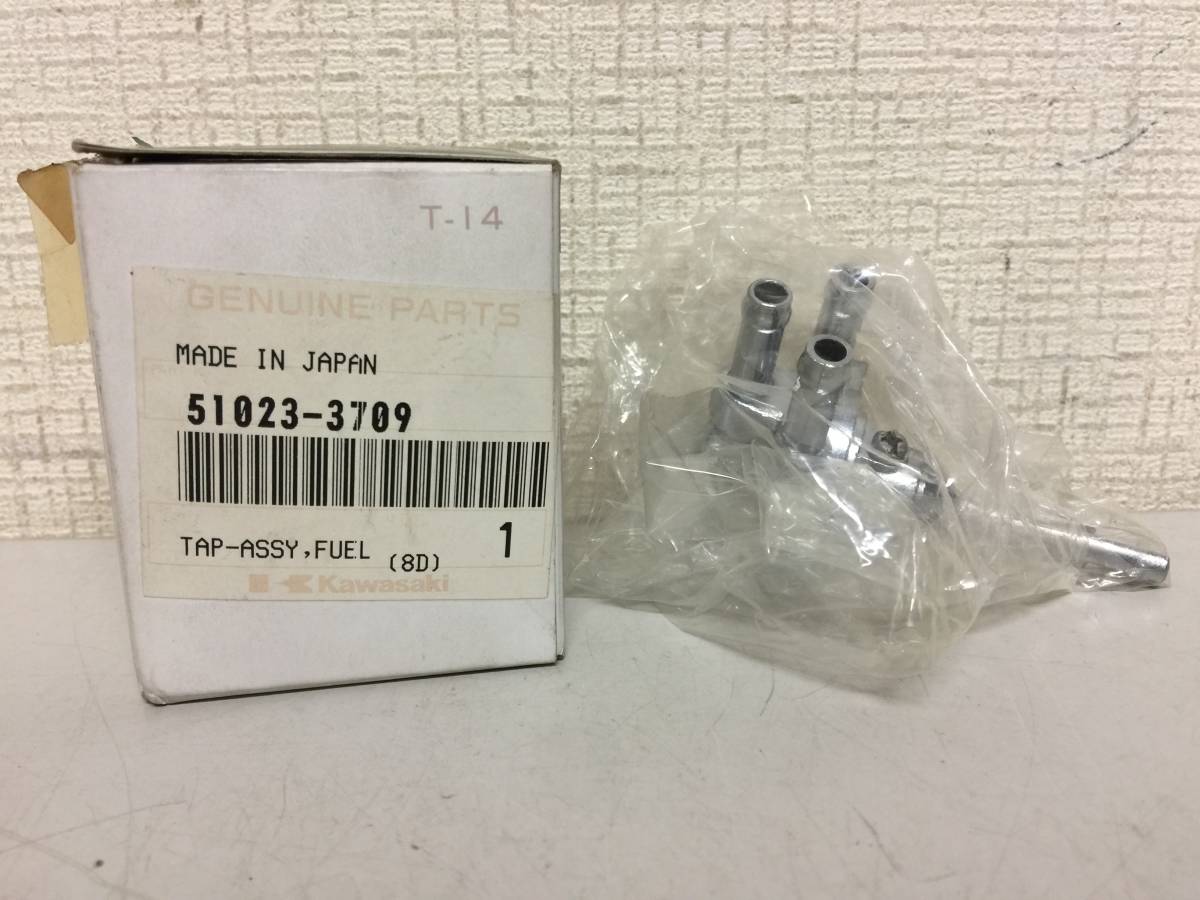 T-14
GENUINE PARTS
MADE IN JAPAN
51023-3709
TAP-ASSY,FUEL (8D) 1
Kawasaki